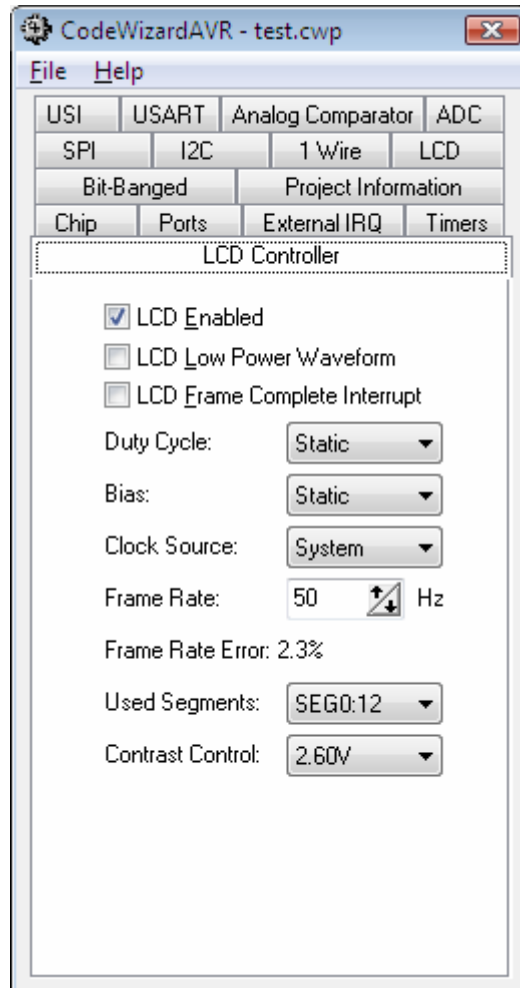 CodeWizardAVR - test.cwp
File Help
USI USART Analog Comparator ADC
SPI I2C 1 Wire LCD
Bit-Banged Project Information
Chip Ports External IRQ Timers
LCD Controller
LCD Enabled
LCD Low Power Waveform
LCD Frame Complete Interrupt
Duty Cycle: Static
Bias: Static
Clock Source: System
Frame Rate: 50 Hz
Frame Rate Error: 2.3%
Used Segments: SEG0:12
Contrast Control: 2.60V